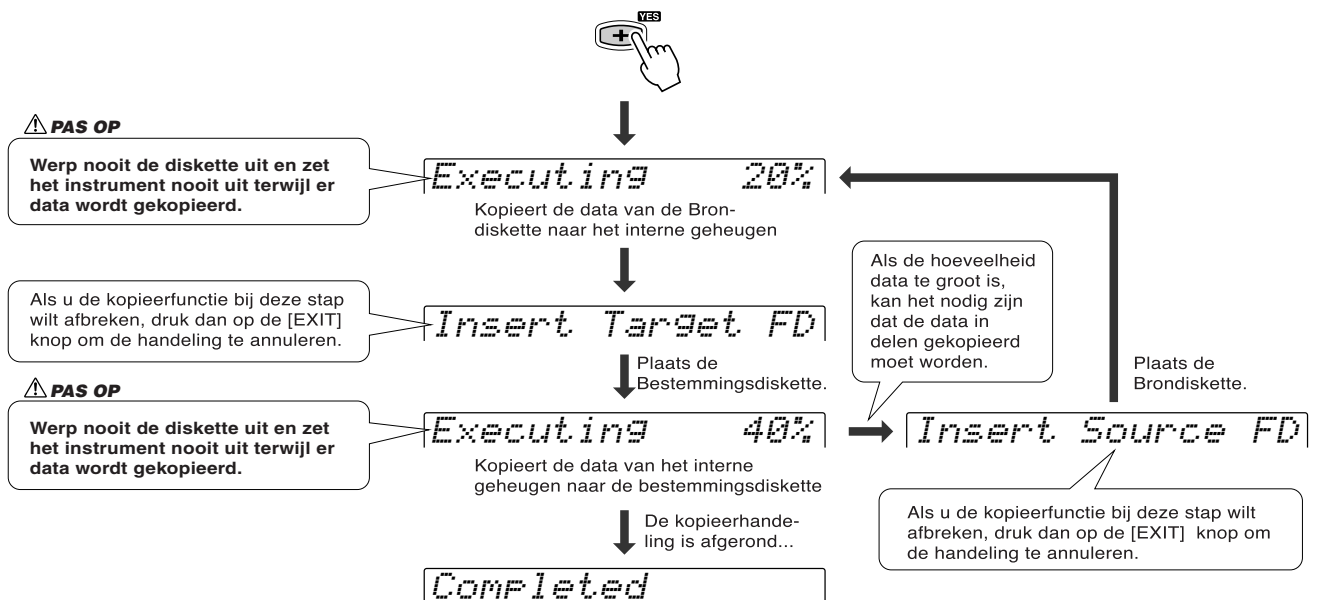 YES
+
PAS OP
Werp nooit de diskette uit en zet
het instrument nooit uit terwijl er
data wordt gekopieerd.
Executing 20%
Kopieert de data van de Bron-
diskette naar het interne geheugen
Als u de kopieerfunctie bij deze stap
wilt afbreken, druk dan op de [EXIT]
knop om de handeling te annuleren.
Insert Target FD
Als de hoeveelheid
data te groot is,
kan het nodig zijn
dat de data in
delen gekopieerd
moet worden.
Plaats de
Bestemmingsdiskette.
Plaats de
Brondiskette.
PAS OP
Werp nooit de diskette uit en zet
het instrument nooit uit terwijl er
data wordt gekopieerd.
Executing 40%
Insert Source FD
Kopieert de data van het interne
geheugen naar de bestemmingsdiskette
Als u de kopieerfunctie bij deze stap wilt
afbreken, druk dan op de [EXIT] knop om
de handeling te annuleren.
De kopieerhande-
ling is afgerond...
Completed